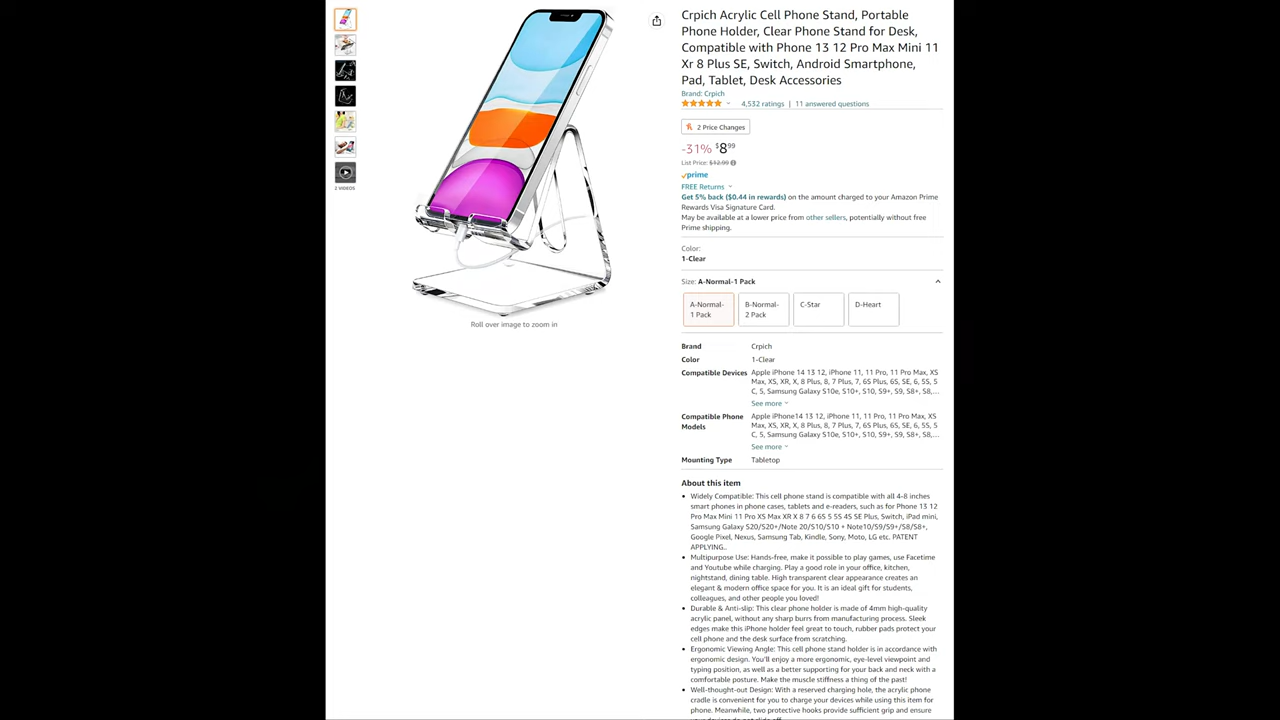 Crpich Acrylic Cell Phone Stand, Portable
Phone Holder, Clear Phone Stand for Desk,
Compatible with Phone 13 12 Pro Max Mini 11
Xr 8 Plus SE, Switch, Android Smartphone,
Pad, Tablet, Desk Accessories
Brand: Crpich
4,532 ratings | 11 answered questions
2 Price Changes
-31% $8.99
List Price: $12.99
prime
FREE Returns
Get 5% back ($0.44 in rewards) on the amount charged to your Amazon Prime
Rewards Visa Signature Card.
May be available at a lower price from other sellers, potentially without free
Prime shipping.
Color:
1-Clear
Size: A-Normal-1 Pack
A-Normal-
1 Pack
B-Normal-
2 Pack
C-Star
D-Heart
2 VIDEOS
Roll over image to zoom in
Brand Crpich
Color 1-Clear
Compatible Devices Apple iPhone 14 13 12, iPhone 11, 11 Pro, 11 Pro Max, XS
Max, XS, XR, X, 8 Plus, 8, 7 Plus, 7, 6S Plus, 6S, SE, 6, 5S, 5
C, 5, Samsung Galaxy S10e, S10+, S10, S9+, S9, S8+, S8,...
See more
Compatible Phone Models Apple iPhone14 13 12, iPhone 11, 11 Pro, 11 Pro Max, XS
Max, XS, XR, X, 8 Plus, 8, 7 Plus, 7, 6S Plus, 6S, SE, 6, 5S, 5
C, 5, Samsung Galaxy S10e, S10+, S10, S9+, S9, S8+, S8,...
See more
Mounting Type Tabletop
About this item
Widely Compatible: This cell phone stand is compatible with all 4-8 inches
smart phones in phone cases, tablets and e-readers, such as for Phone 13 12
Pro Max Mini 11 Pro XS Max XR X 8 7 6 6S 5 5S 4S SE Plus, Switch, iPad mini,
Samsung Galaxy S20/S20+/Note 20/S10/S10 + Note10/S9/S9+/S8/S8+,
Google Pixel, Nexus, Samsung Tab, Kindle, Sony, Moto, LG etc. PATENT
APPLYING..
Multipurpose Use: Hands-free, make it possible to play games, use Facetime
and Youtube while charging. Play a good role in your office, kitchen,
nightstand, dining table. High transparent clear appearance creates an
elegant & modern office space for you. It is an ideal gift for students,
colleagues, and other people you loved!
Durable & Anti-slip: This clear phone holder is made of 4mm high-quality
acrylic panel, without any sharp burrs from manufacturing process. Sleek
edges make this iPhone holder feel great to touch, rubber pads protect your
cell phone and the desk surface from scratching.
Ergonomic Viewing Angle: This cell phone stand holder is in accordance with
ergonomic design. You'll enjoy a more ergonomic, eye-level viewpoint and
typing position, as well as a better supporting for your back and neck with a
comfortable posture. Make the muscle stiffness a thing of the past!
Well-thought-out Design: With a reserved charging hole, the acrylic phone
cradle is convenient for you to charge your devices while using this item for
phone. Meanwhile, two protective hooks provide sufficient grip and ensure